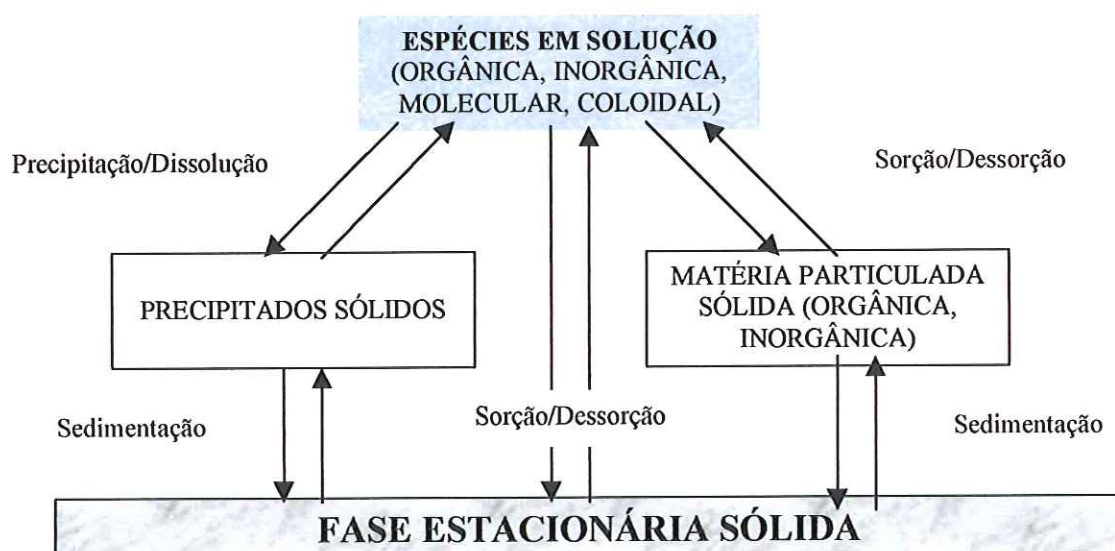 ESPÉCIES EM SOLUÇÃO
(ORGÂNICA, INORGÂNICA,
MOLECULAR, COLOIDAL)
Precipitação/Dissolução
Sorção/Dessorção
PRECIPITADOS SÓLIDOS
MATÉRIA PARTICULADA
SÓLIDA (ORGÂNICA,
INORGÂNICA)
Sedimentação
Sorção/Dessorção
Sedimentação
FASE ESTACIONÁRIA SÓLIDA